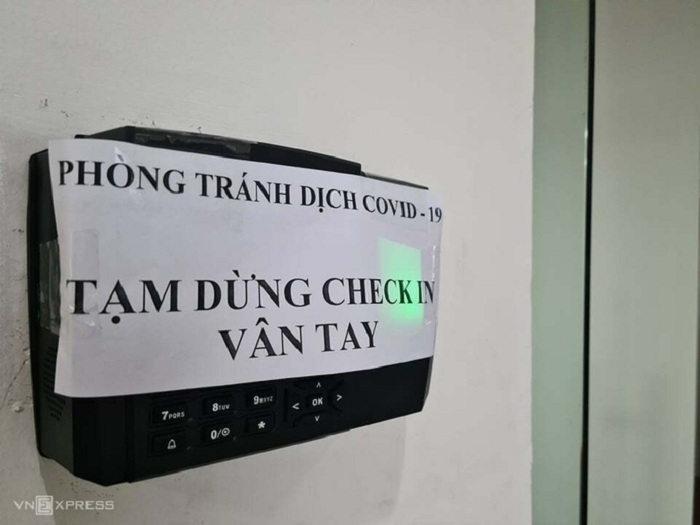 PHÒNG TRÁNH DỊCH COVID - 19
TẠM DỪNG CHECK IN
VÂN TAY
7PQRS 8TUV 9WXYZ < OK >
0/ *
VNEXPRESS